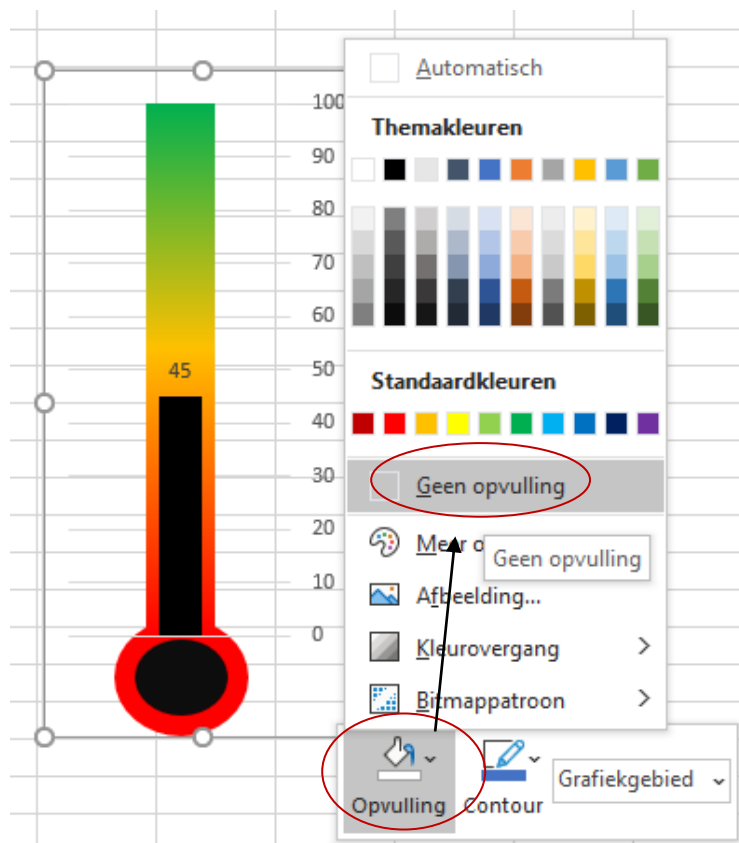 Automatisch
100
Themakleuren
90
80
70
60
50
45
Standaardkleuren
40
30
Geen opvulling
20
Geen opvulling
10
Afbeelding...
0
Kleurovergang
Bitmappatroon
Opvulling
Contour
Grafiekgebied